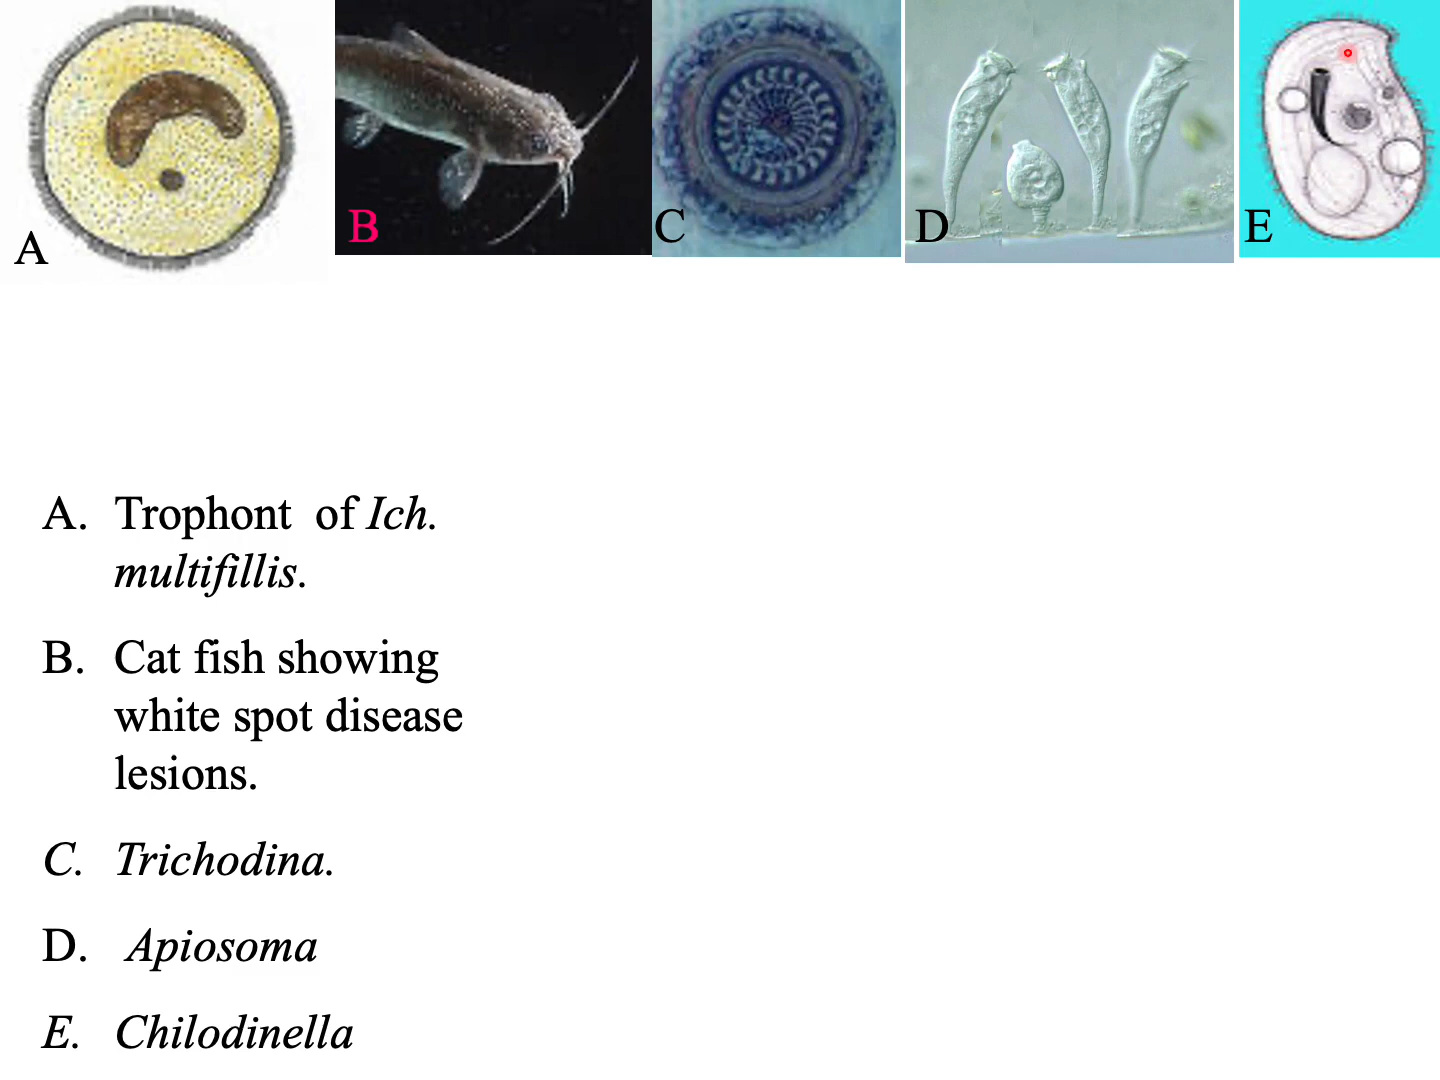 A
B
C
D
E
A. Trophont of Ich.
multifillis.
B. Cat fish showing
white spot disease
lesions.
C. Trichodina.
D. Apiosoma
E. Chilodinella